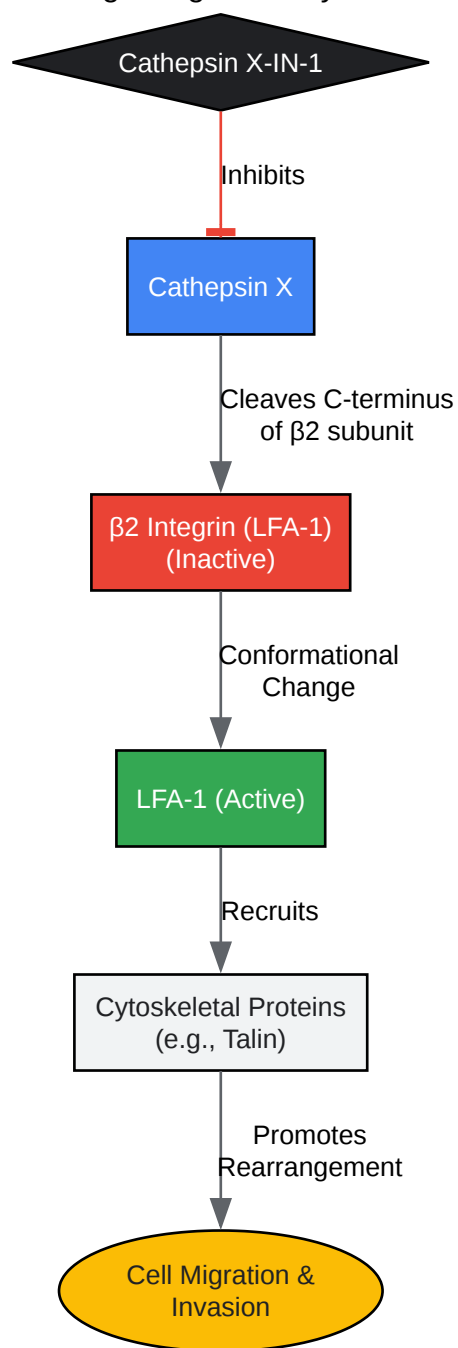 Cathepsin X-IN-1
Inhibits
Cathepsin X
Cleaves C-terminus
of β2 subunit
β2 Integrin (LFA-1)
(Inactive)
Conformational
Change
LFA-1 (Active)
Recruits
Cytoskeletal Proteins
(e.g., Talin)
Promotes
Rearrangement
Cell Migration &
Invasion